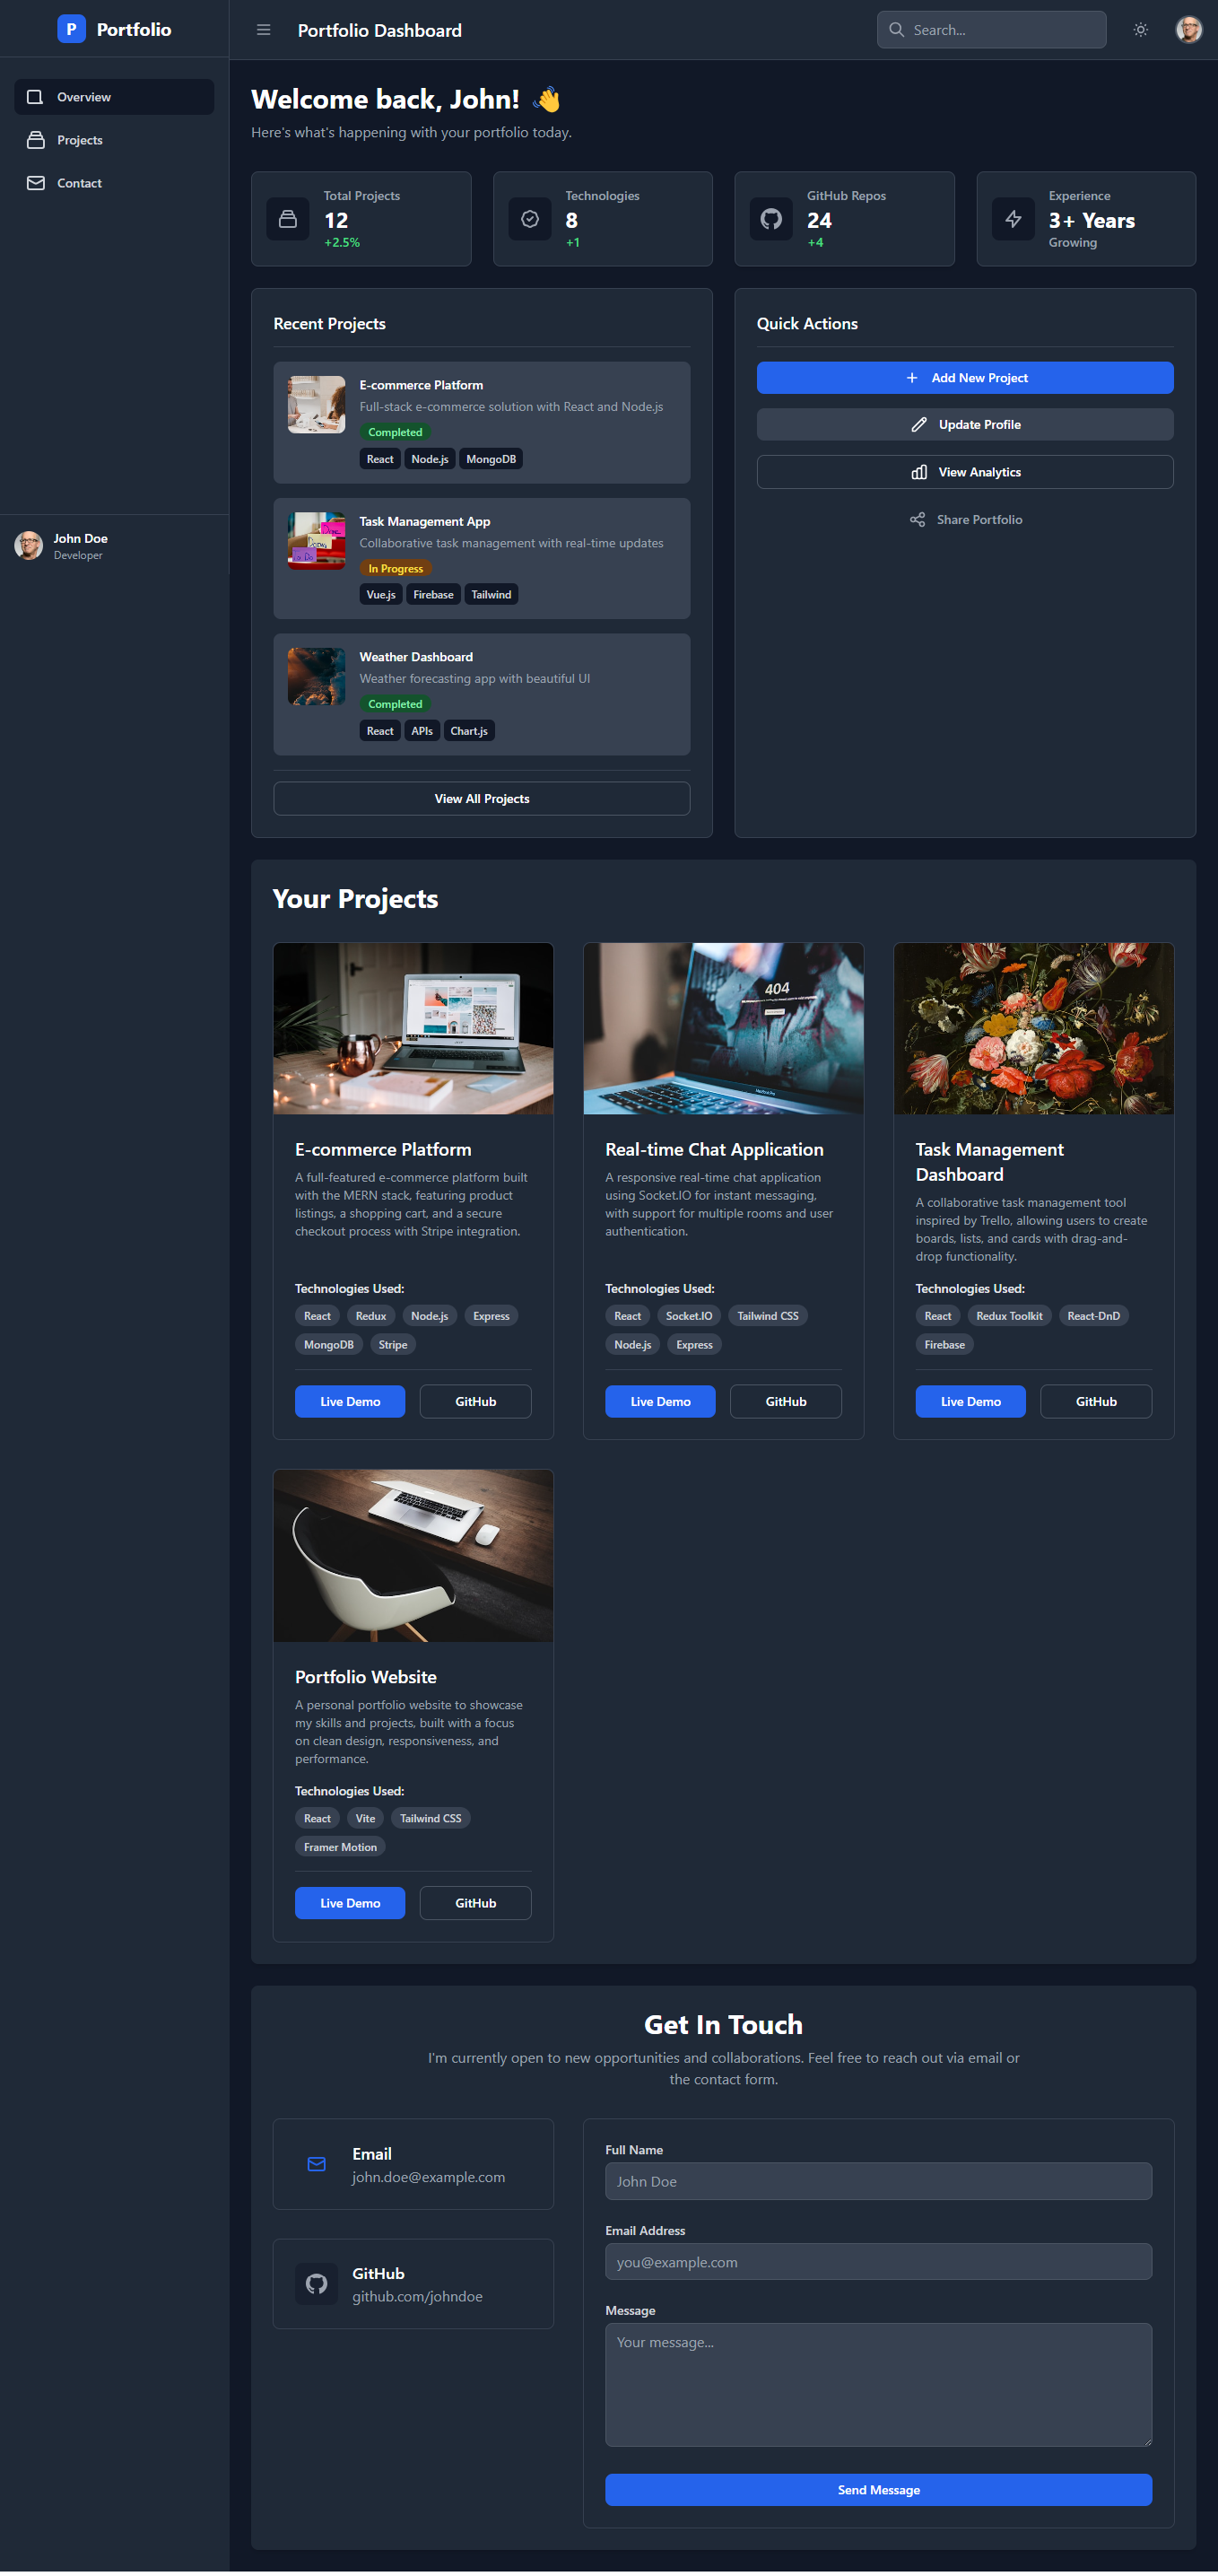 P Portfolio
Portfolio Dashboard
Search...
Overview
Projects
Contact
John Doe
Developer
Welcome back, John! 👋
Here's what's happening with your portfolio today.
Total Projects
12
+2.5%
Technologies
8
+1
GitHub Repos
24
+4
Experience
3+ Years
Growing
Recent Projects
E-commerce Platform
Full-stack e-commerce solution with React and Node.js
Completed
React Node.js MongoDB
Task Management App
Collaborative task management with real-time updates
In Progress
Vue.js Firebase Tailwind
Weather Dashboard
Weather forecasting app with beautiful UI
Completed
React APIs Chart.js
View All Projects
Quick Actions
Add New Project
Update Profile
View Analytics
Share Portfolio
Your Projects
E-commerce Platform
A full-featured e-commerce platform built
with the MERN stack, featuring product
listings, a shopping cart, and a secure
checkout process with Stripe integration.
Technologies Used:
React Redux Node.js Express
MongoDB Stripe
Live Demo GitHub
404
Real-time Chat Application
A responsive real-time chat application
using Socket.IO for instant messaging,
with support for multiple rooms and user
authentication.
Technologies Used:
React Socket.IO Tailwind CSS
Node.js Express
Live Demo GitHub
Task Management
Dashboard
A collaborative task management tool
inspired by Trello, allowing users to create
boards, lists, and cards with drag-and-
drop functionality.
Technologies Used:
React Redux Toolkit React-DnD
Firebase
Live Demo GitHub
Portfolio Website
A personal portfolio website to showcase
my skills and projects, built with a focus
on clean design, responsiveness, and
performance.
Technologies Used:
React Vite Tailwind CSS
Framer Motion
Live Demo GitHub
Get In Touch
I'm currently open to new opportunities and collaborations. Feel free to reach out via email or
the contact form.
Email
john.doe@example.com
GitHub
github.com/johndoe
Full Name
John Doe
Email Address
you@example.com
Message
Your message...
Send Message